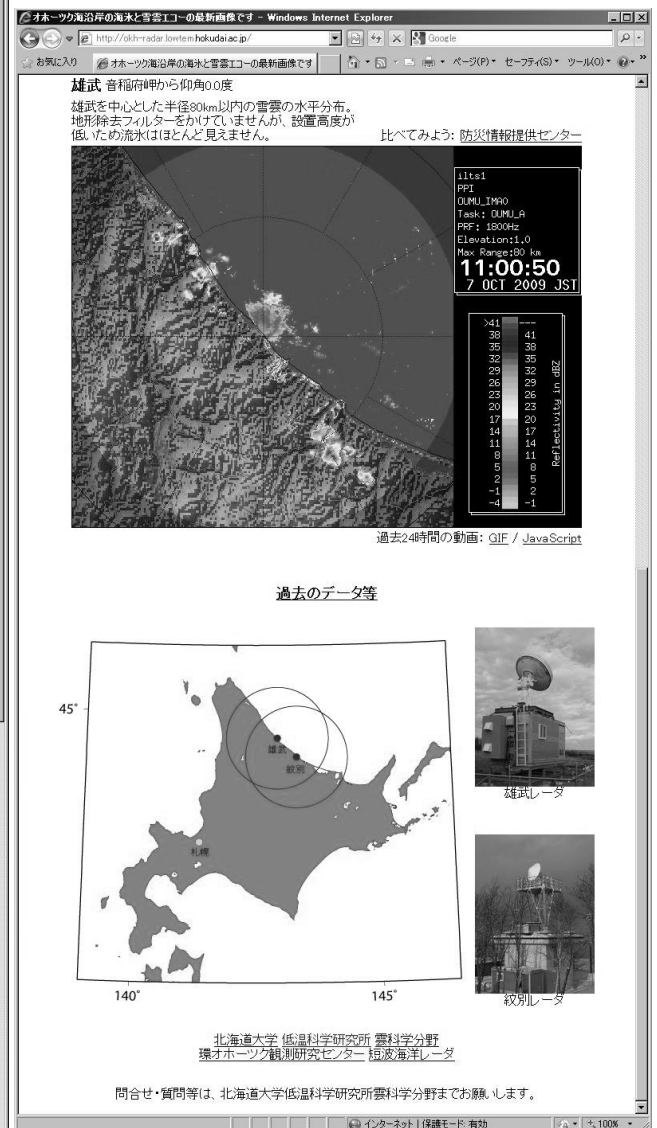 オホーツク海沿岸の海氷と雪雲エコーの最新画像です - Windows Internet Explorer
http://okh-radar.lowtem.hokudai.ac.jp/
Google
お気に入り
オホーツク海沿岸の海氷と雪雲エコーの最新画像です
ページ(P)
セーフティ(S)
ツール(O)
雄武 音稲府岬から仰角0.0度
雄武を中心とした半径80km以内の雪雲の水平分布。
地形除去フィルターをかけていませんが、設置高度が
低いため流氷はほとんど見えません。
比べてみよう: 防災情報提供センター
ilts1
PPI
OUMU_IMA0
Task: OUMU_A
PRF: 1800Hz
Elevation:1.0
Max Range:80 km
11:00:50
7 OCT 2009 JST
>41 ---
38 41
35 38
32 35
29 32
26 29
23 26
20 23
17 20
14 17
11 14
8 11
5 8
2 5
-1 2
-4 -1
Reflectivity in dBZ
過去24時間の動画: GIF / JavaScript
過去のデータ等
45°
雄武
紋別
札幌
140°
145°
雄武レーダ
紋別レーダ
北海道大学 低温科学研究所 雲科学分野
環オホーツク観測研究センター 短波海洋レーダ
問合せ・質問等は、北海道大学低温科学研究所雲科学分野までお願いします。
インターネット | 保護モード: 有効
100%